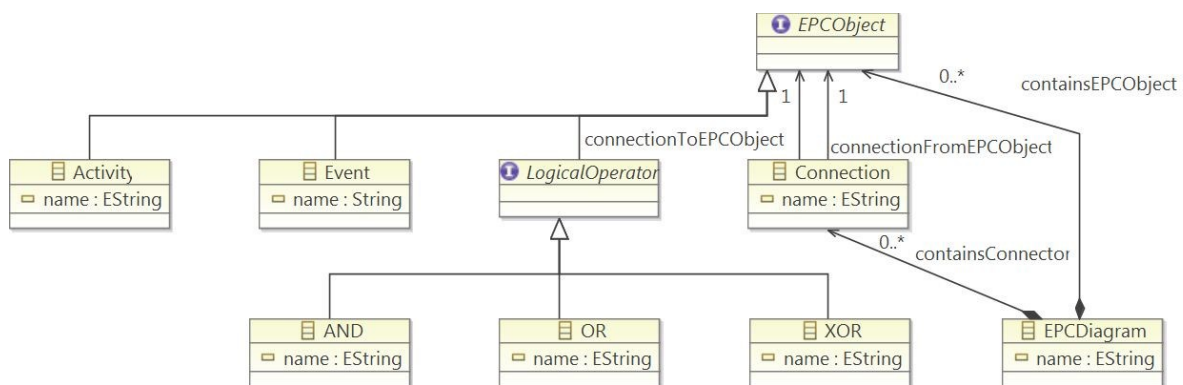 EPCObject
0..*
containsEPCObject
1
1
connectionToEPCObject
connectionFromEPCObject
Activity
name : EString
Event
name : String
LogicalOperator
Connection
name : EString
0..*
containsConnector
AND
name : EString
OR
name : EString
XOR
name : EString
EPCDiagram
name : EString